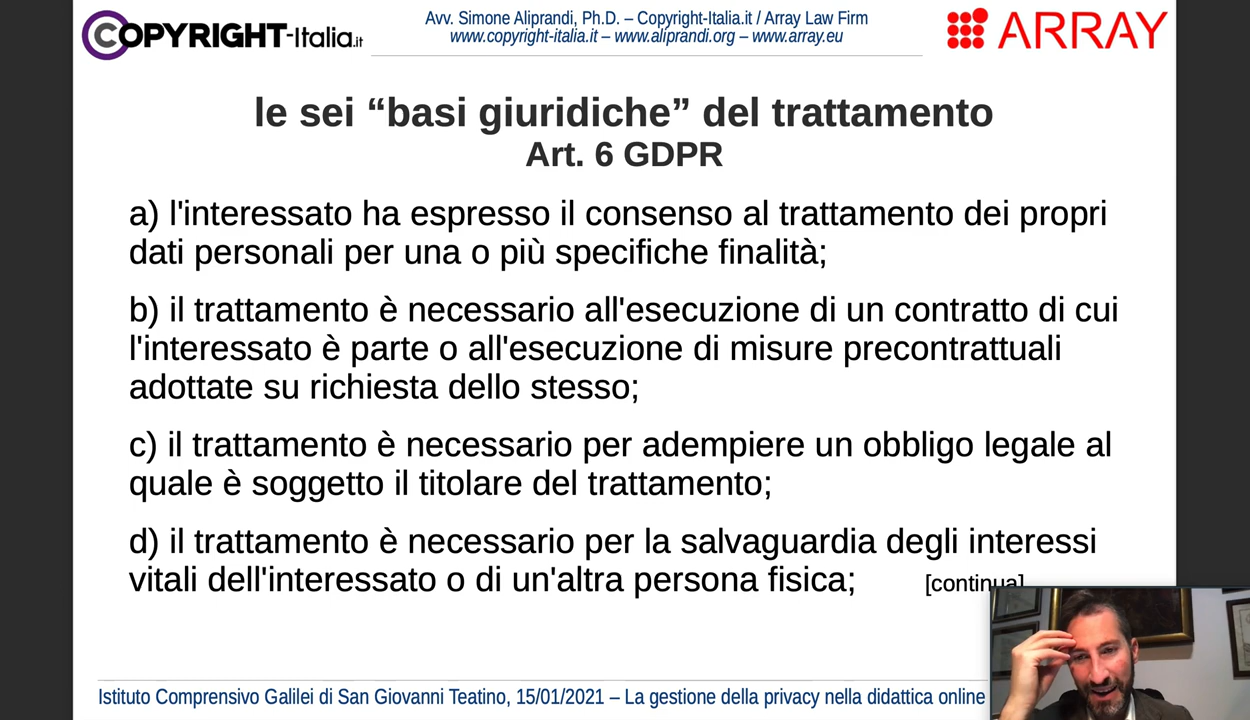 COPYRIGHT-Italia.it
Avv. Simone Aliprandi, Ph.D. – Copyright-Italia.it / Array Law Firm
www.copyright-italia.it – www.aliprandi.org – www.array.eu
ARRAY
le sei “basi giuridiche” del trattamento
Art. 6 GDPR
a) l'interessato ha espresso il consenso al trattamento dei propri
dati personali per una o più specifiche finalità;
b) il trattamento è necessario all'esecuzione di un contratto di cui
l'interessato è parte o all'esecuzione di misure precontrattuali
adottate su richiesta dello stesso;
c) il trattamento è necessario per adempiere un obbligo legale al
quale è soggetto il titolare del trattamento;
d) il trattamento è necessario per la salvaguardia degli interessi
vitali dell'interessato o di un'altra persona fisica; [continua]
Istituto Comprensivo Galilei di San Giovanni Teatino, 15/01/2021 – La gestione della privacy nella didattica online